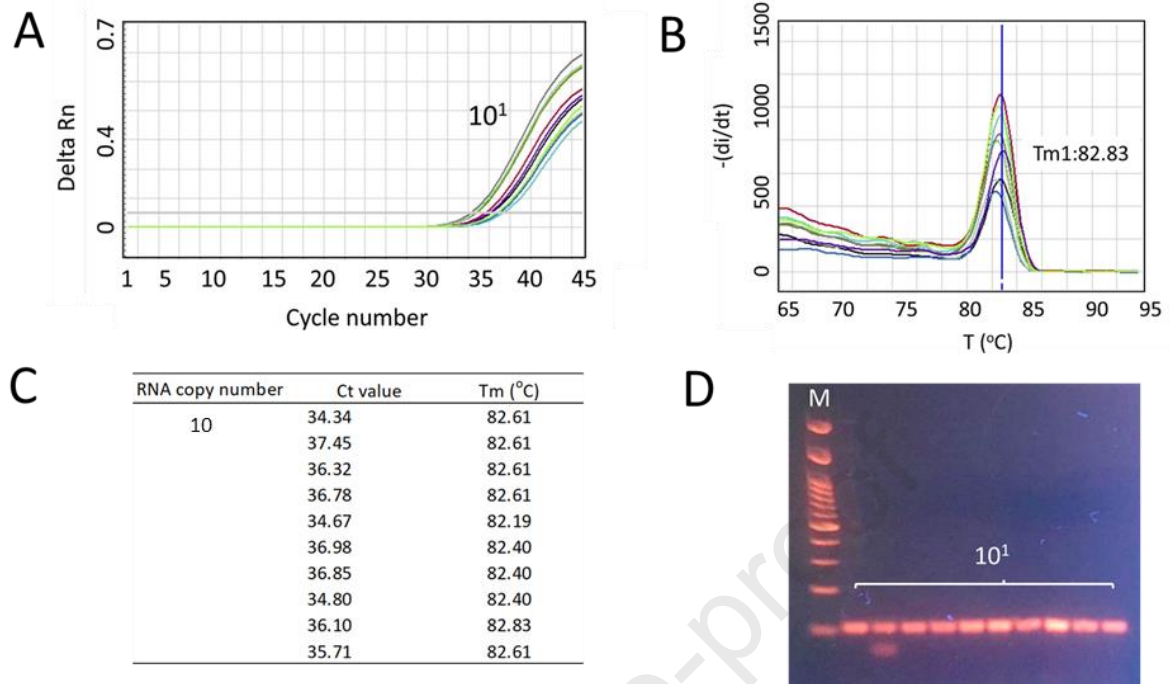 A
0.7
0.4
0
Delta Rn
10¹
1 5 10 15 20 25 30 35 40 45
Cycle number
B
1500
1000
500
0
-(di/dt)
Tm1:82.83
65 70 75 80 85 90 95
T (°C)
C
RNA copy number Ct value Tm (°C)
10 34.34 82.61
37.45 82.61
36.32 82.61
36.78 82.61
34.67 82.19
36.98 82.40
36.85 82.40
34.80 82.40
36.10 82.83
35.71 82.61
D
M
10¹